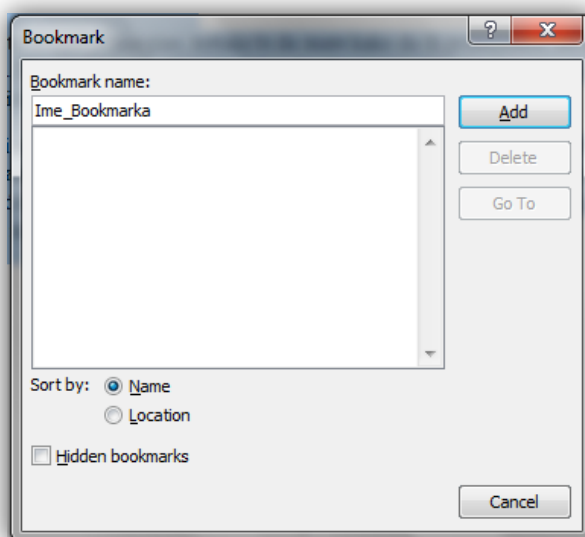 Bookmark
?
X
Bookmark name:
Ime_Bookmarka
Add
Delete
Go To
Sort by:
Name
Location
Hidden bookmarks
Cancel